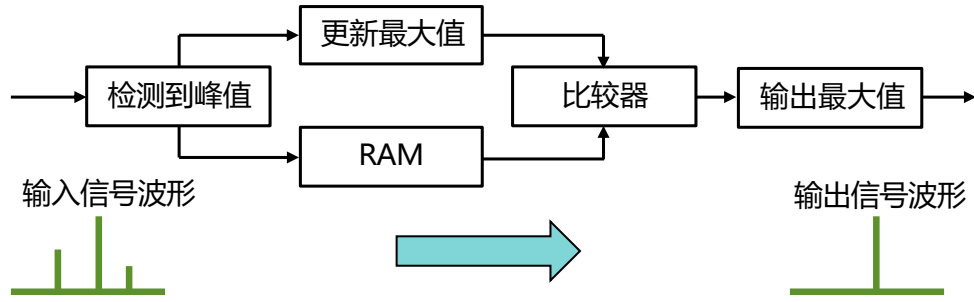 更新最大值
检测到峰值
比较器
输出最大值
RAM
输入信号波形
输出信号波形